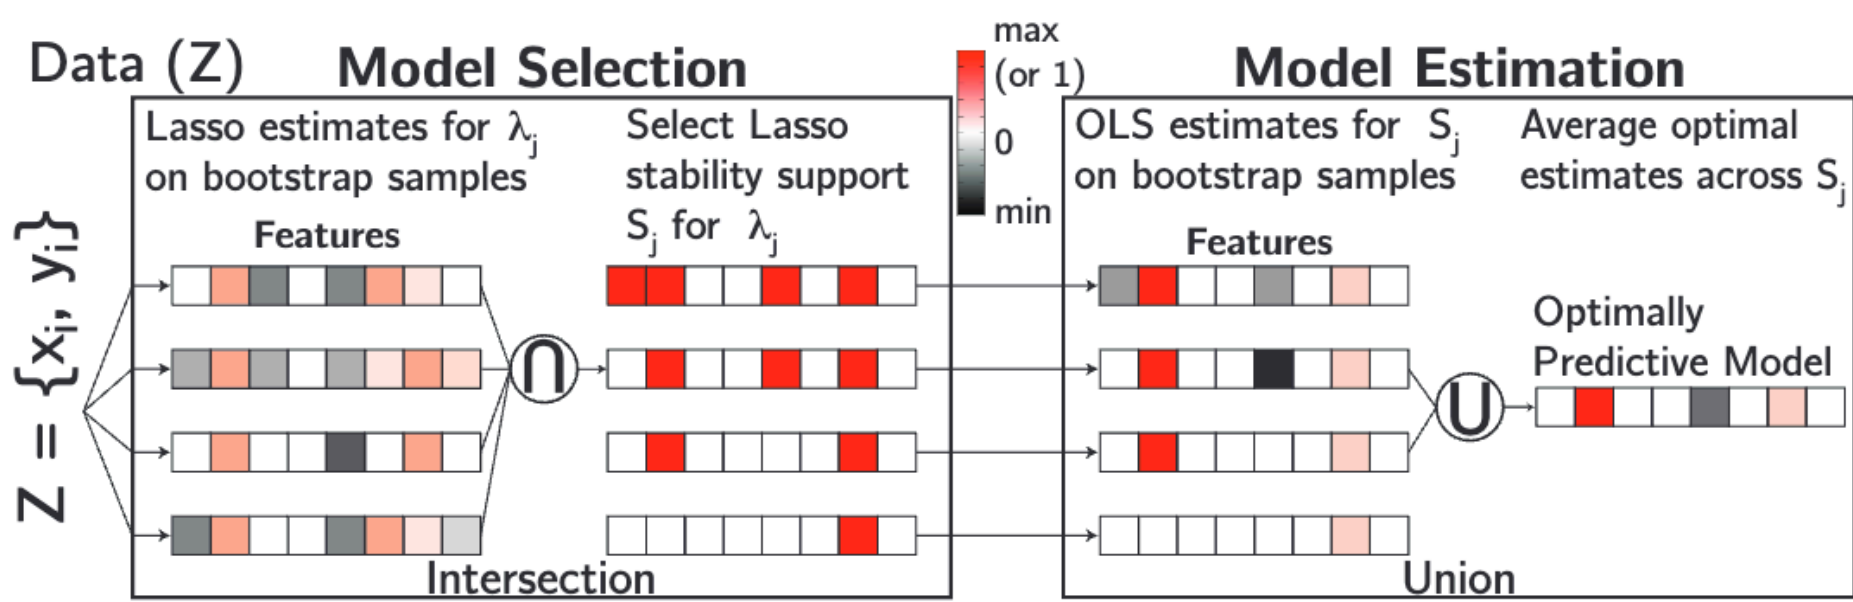 Data (Z)
Model Selection
max
(or 1)
0
min
Model Estimation
Z = {xᵢ, yᵢ}
Lasso estimates for λⱼ
on bootstrap samples
Features
Select Lasso
stability support
Sⱼ for λⱼ
⋂
Intersection
OLS estimates for Sⱼ
on bootstrap samples
Features
Average optimal
estimates across Sⱼ
⋃
Optimally
Predictive Model
Union